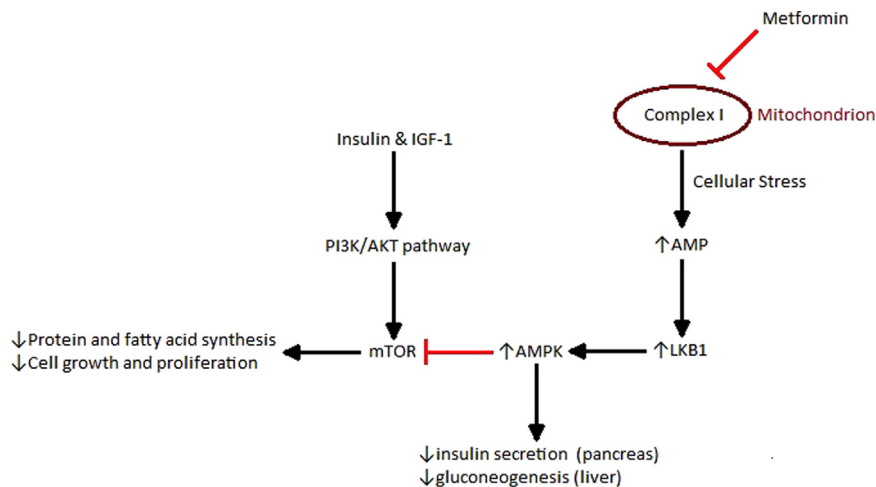 Metformin
Complex I
Mitochondrion
Insulin & IGF-1
Cellular Stress
PI3K/AKT pathway
↑AMP
↓Protein and fatty acid synthesis
↓Cell growth and proliferation
mTOR
↑AMPK
↑LKB1
↓insulin secretion (pancreas)
↓gluconeogenesis (liver)